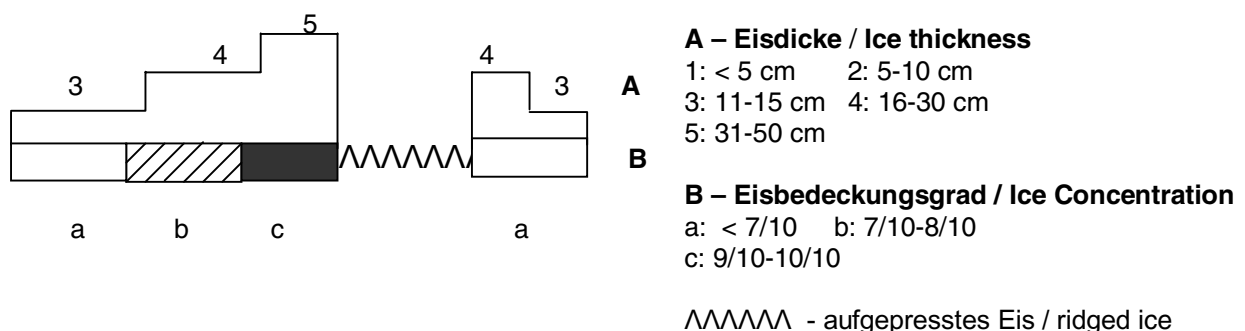 5
4
3
4
3
A
B
a b c a
A – Eisdicke / Ice thickness
1: < 5 cm 2: 5-10 cm
3: 11-15 cm 4: 16-30 cm
5: 31-50 cm
B – Eisbedeckungsgrad / Ice Concentration
a: < 7/10 b: 7/10-8/10
c: 9/10-10/10
ΛΛΛΛΛΛ - aufgepresstes Eis / ridged ice